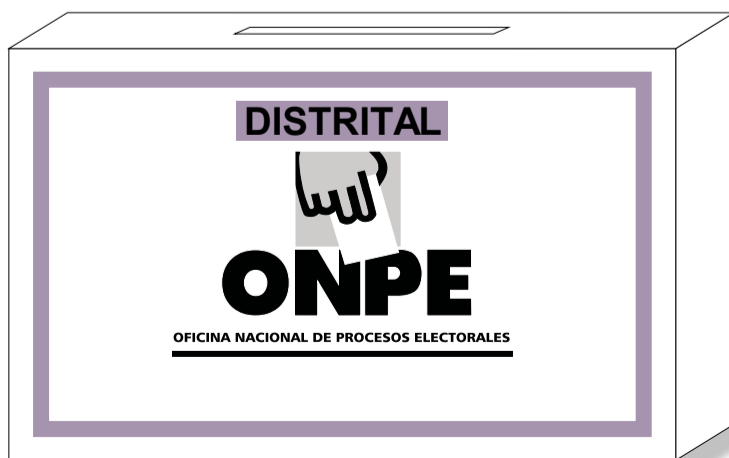 DISTRITAL
ONPE
OFICINA NACIONAL DE PROCESOS ELECTORALES